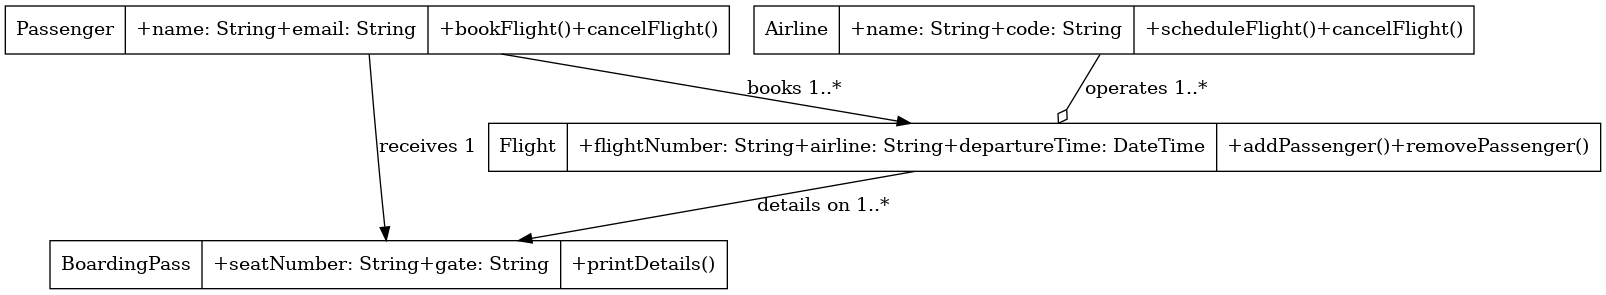 Passenger +name: String+email: String +bookFlight()+cancelFlight()
Airline +name: String+code: String +scheduleFlight()+cancelFlight()
books 1..*
operates 1..*
receives 1
Flight +flightNumber: String+airline: String+departureTime: DateTime +addPassenger()+removePassenger()
details on 1..*
BoardingPass +seatNumber: String+gate: String +printDetails()